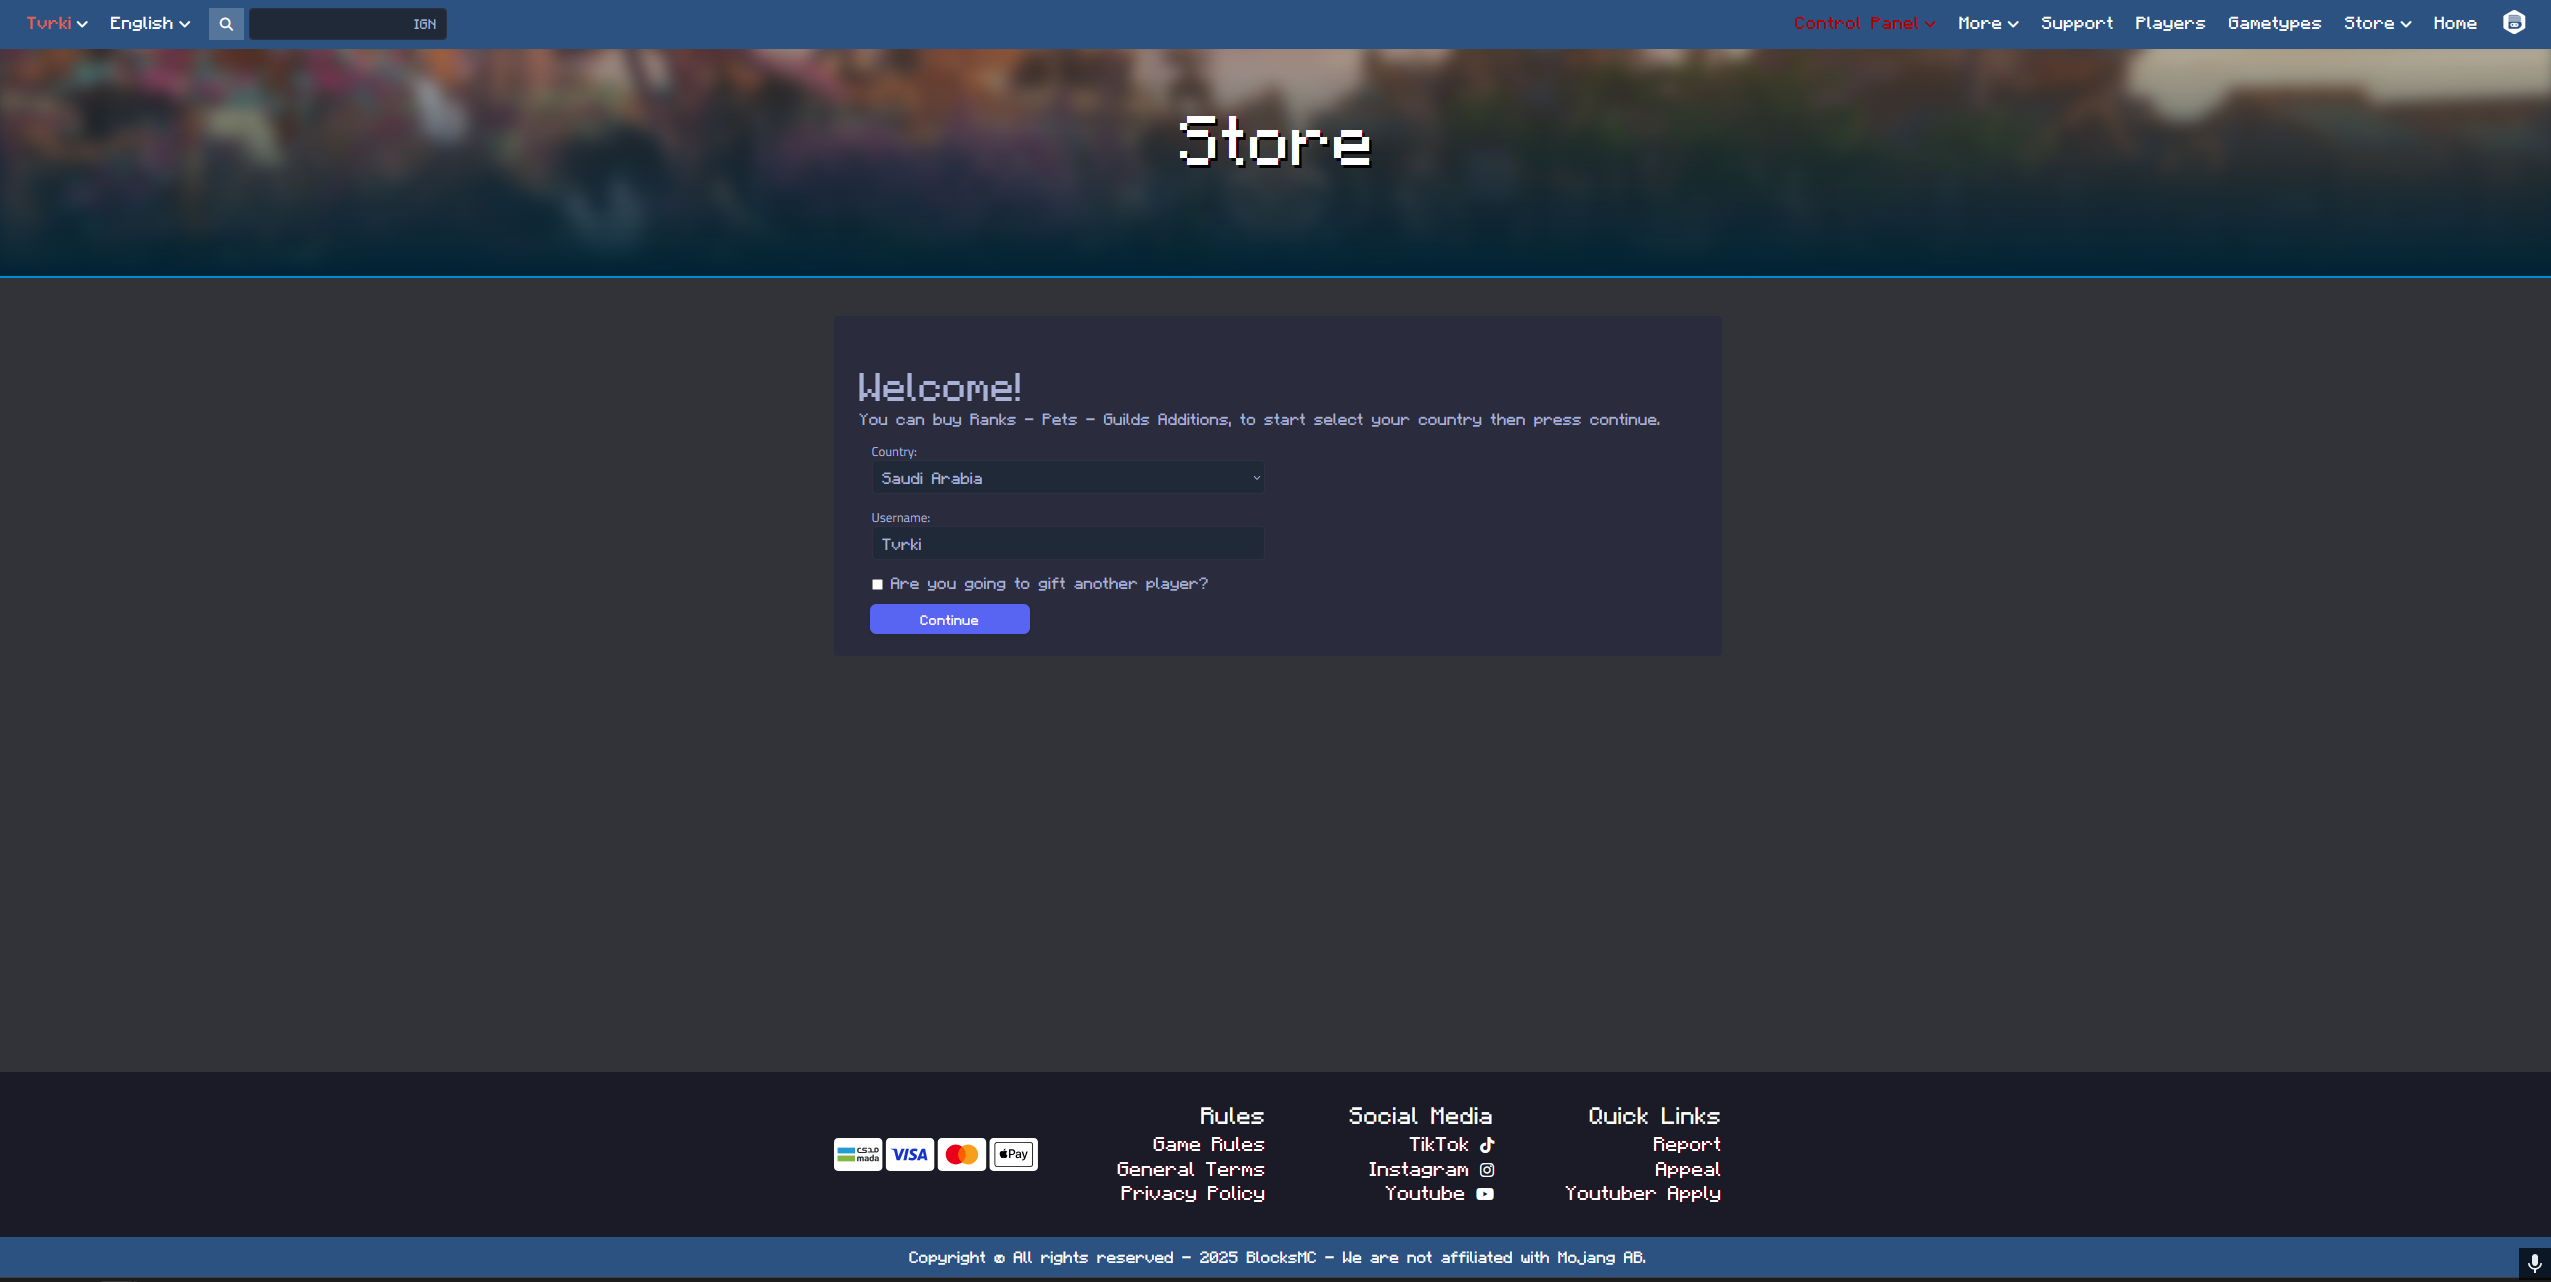 Tvrki English IGN Control Panel More Support Players Gametypes Store Home
Store
Welcome!
You can buy Ranks - Pets - Guilds Additions, to start select your country then press continue.
Country:
Saudi Arabia
Username:
Tvrki
Are you going to gift another player?
Continue
مدى
mada
VISA
Pay
Rules
Game Rules
General Terms
Privacy Policy
Social Media
TikTok
Instagram
Youtube
Quick Links
Report
Appeal
Youtuber Apply
Copyright © All rights reserved - 2025 BlocksMC - We are not affiliated with Mojang AB.